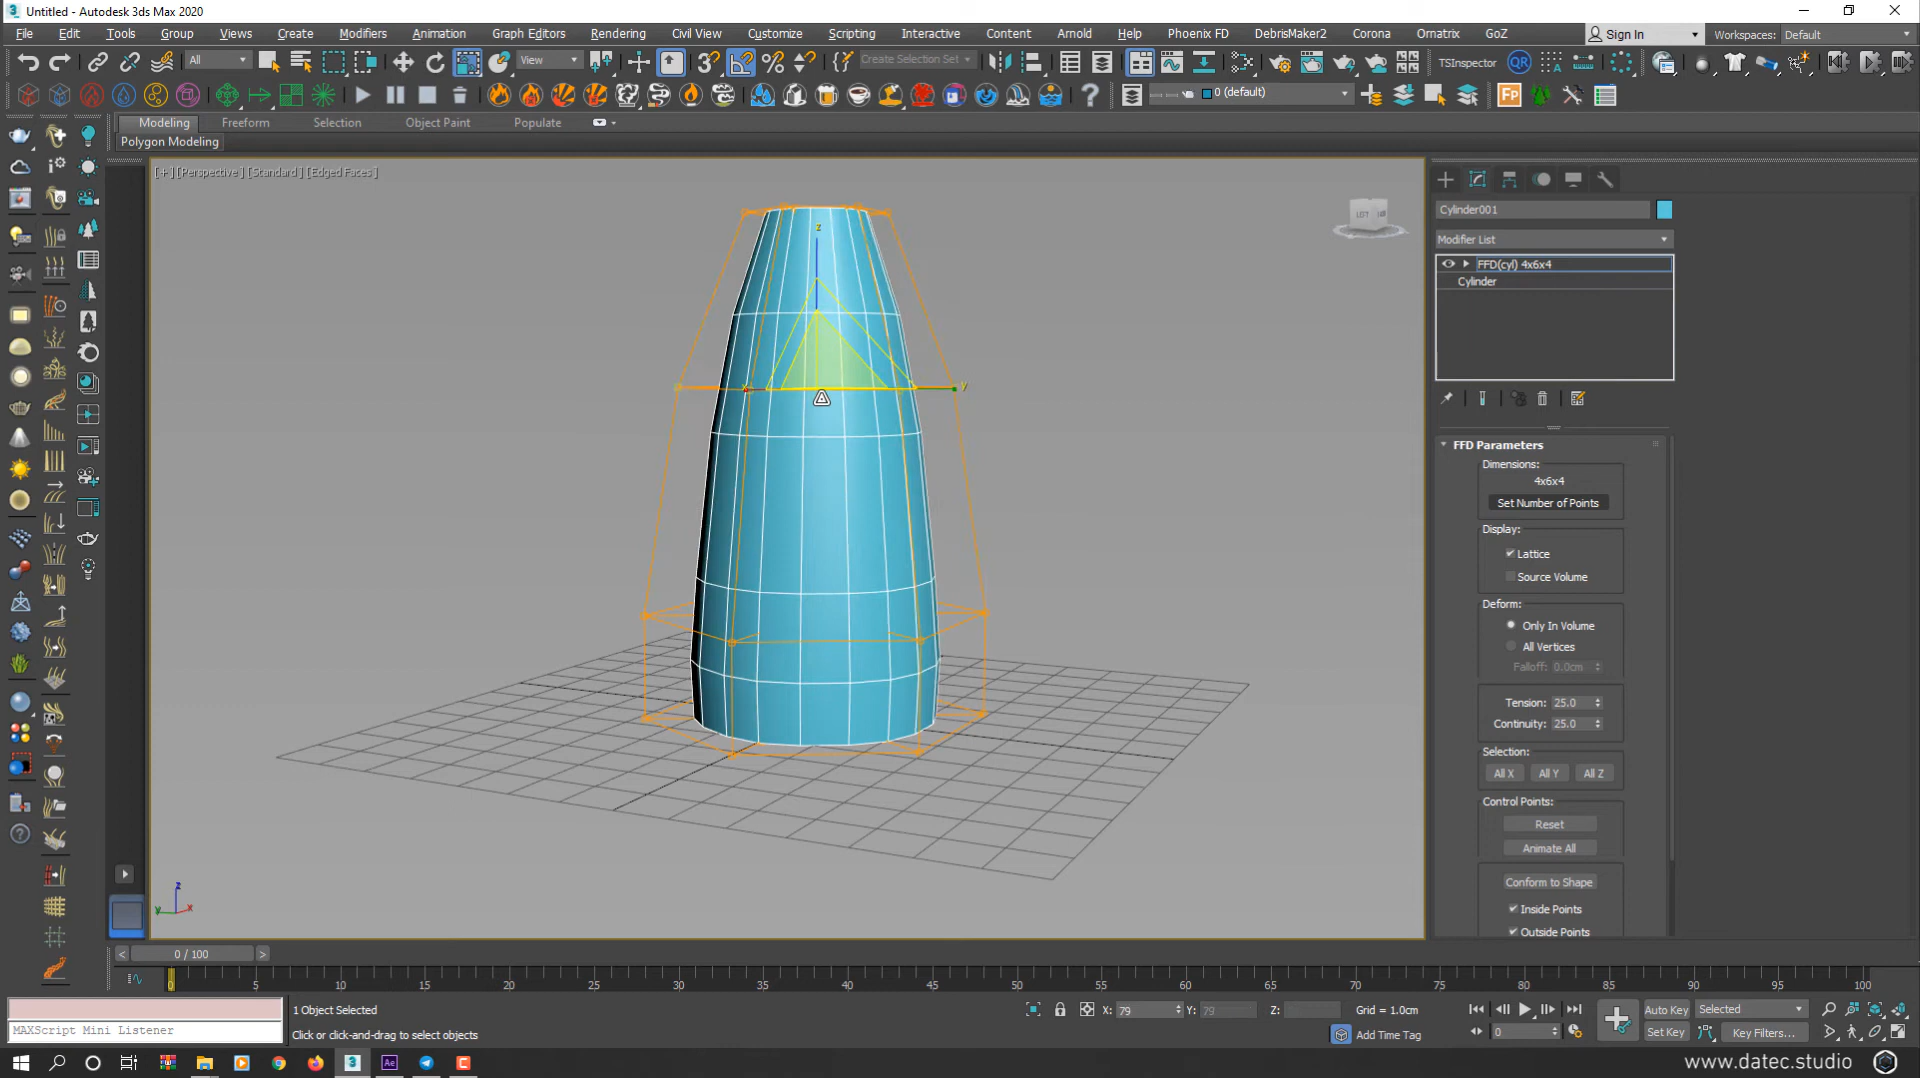 Untitled - Autodesk 3ds Max 2020
File Edit Tools Group Views Create Modifiers Animation Graph Editors Rendering Civil View Customize Scripting Interactive Content Arnold Help Phoenix FD DebrisMaker2 Corona Ornatrix GoZ Sign In Workspaces: Default
All View Create Selection Set TSInspector QR
0 (default) Fp
Modeling Freeform Selection Object Paint Populate
Polygon Modeling
[+] [Perspective] [Standard] [Edged Faces]
Cylinder001
Modifier List
FFD(cyl) 4x6x4
Cylinder
FFD Parameters
Dimensions:
4x6x4
Set Number of Points
Display:
Lattice
Source Volume
Deform:
Only In Volume
All Vertices
Falloff: 0.0cm
Tension: 25.0
Continuity: 25.0
Selection:
All X All Y All Z
Control Points:
Reset
Animate All
Conform to Shape
Inside Points
Outside Points
z
y
z
y x
< 0 / 100 >
0 5 10 15 20 25 30 35 40 45 50 55 60 65 70 75 80 85 90 95 100
1 Object Selected X: 79 Y: 79 Z: Grid = 1.0cm Auto Key Selected
MAXScript Mini Listener Click or click-and-drag to select objects Add Time Tag 0 Set Key Key Filters...
3 Ae C www.datec.studio